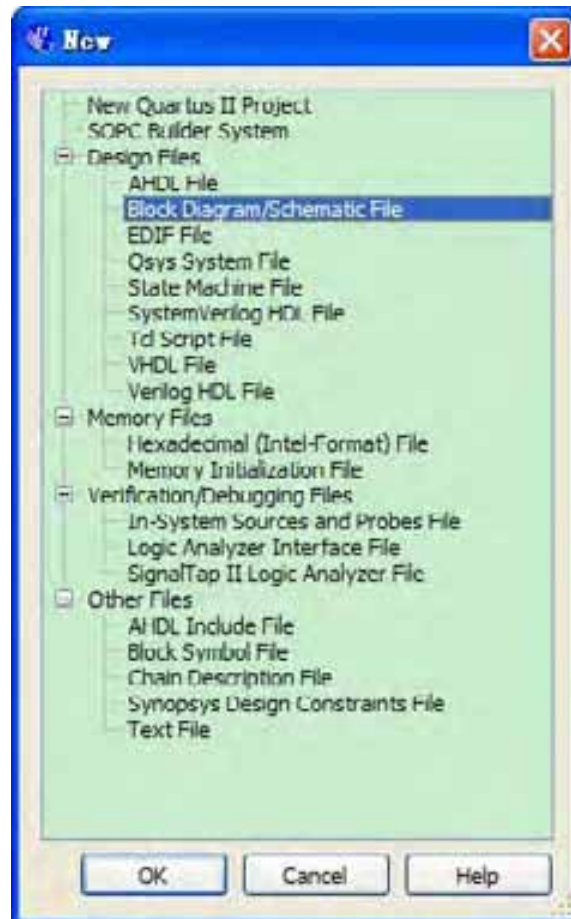 New
New Quartus II Project
SOPC Builder System
Design Files
AHDL File
Block Diagram/Schematic File
EDIF File
Qsys System File
State Machine File
SystemVerilog HDL File
Tcl Script File
VHDL File
Verilog HDL File
Memory Files
Hexadecimal (Intel-Format) File
Memory Initialization File
Verification/Debugging Files
In-System Sources and Probes File
Logic Analyzer Interface File
SignalTap II Logic Analyzer File
Other Files
AHDL Include File
Block Symbol File
Chain Description File
Synopsys Design Constraints File
Text File
OK Cancel Help